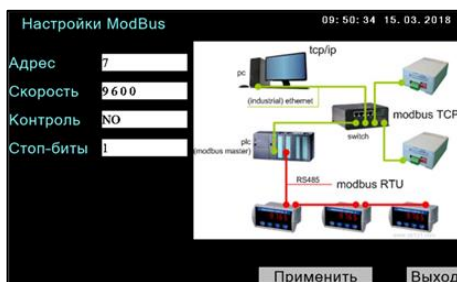 Настройки ModBus
09:50:34 15.03.2018
Адрес 7
Скорость 9600
Контроль NO
Стоп-биты 1
tcp/ip
pc
(industrial) ethernet
switch
modbus TCP
plc
(modbus master)
RS485
modbus RTU
Применить
Выход